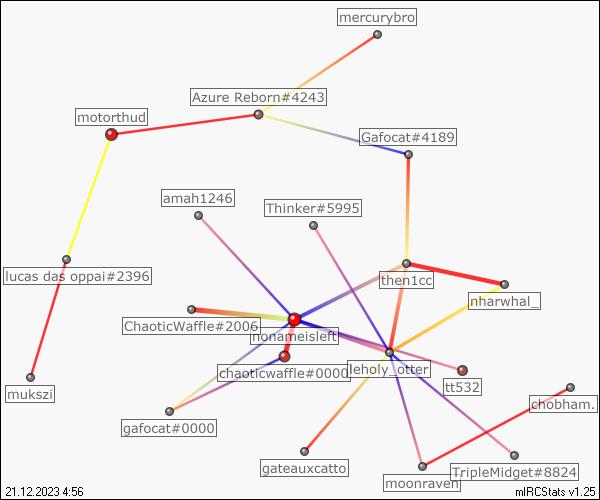 mercurybro
Azure Reborn#4243
motorthud
Gafocat#4189
amah1246
Thinker#5995
lucas das oppai#2396
then1cc
nharwhal_
ChaoticWaffle#2006
nonameisleft
chaoticwaffle#0000
leholy_otter
tt532
mukszi
chobham.
gafocat#0000
gateauxcatto
TripleMidget#8824
moonraven
21.12.2023 4:56
mIRCStats v1.25